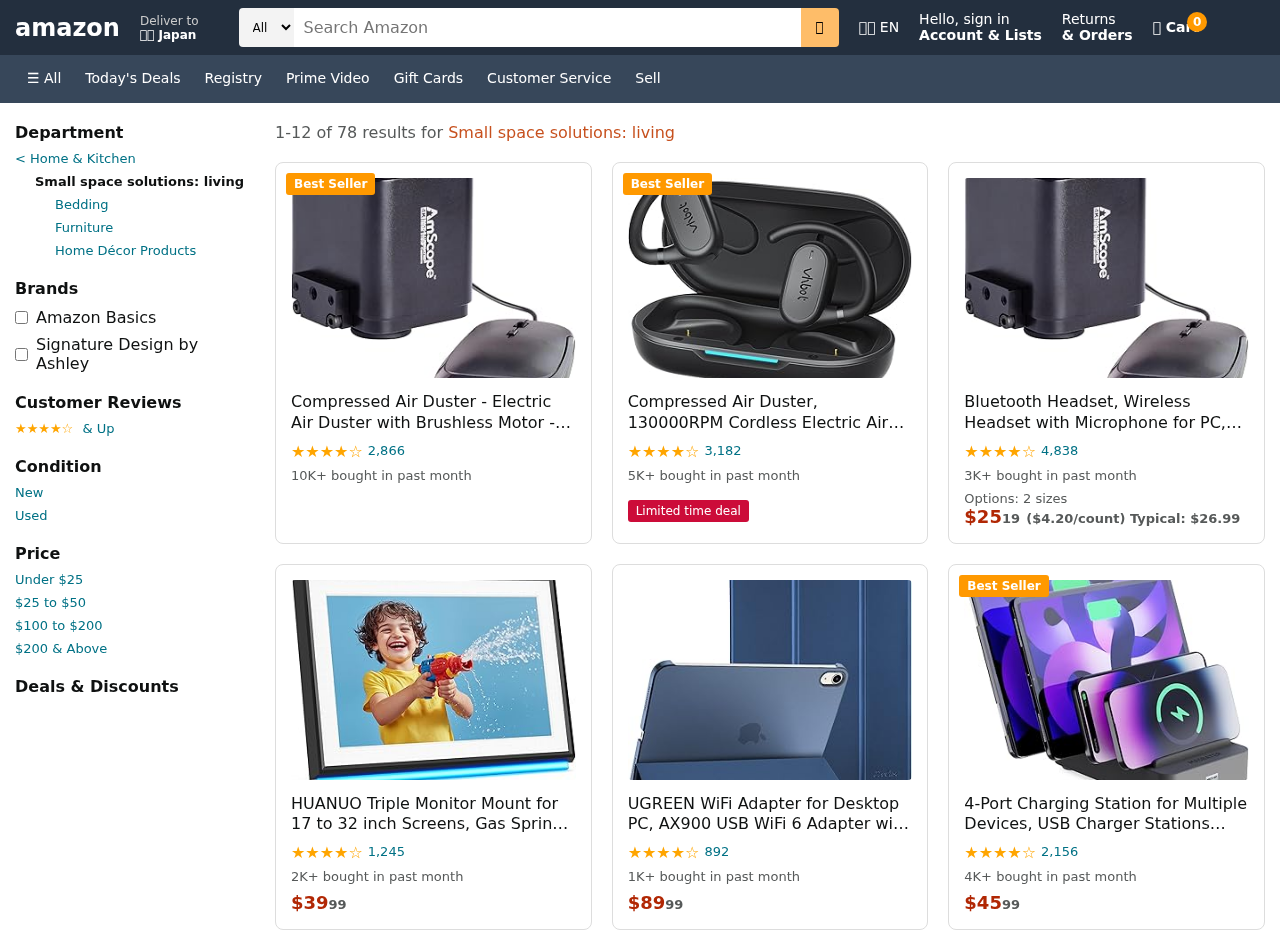 amazon
Deliver to
Japan
All
Search Amazon
EN
Hello, sign in
Account & Lists
Returns
& Orders
0
☰ All
Today's Deals
Registry
Prime Video
Gift Cards
Customer Service
Sell
Department
< Home & Kitchen
Small space solutions: living
Bedding
Furniture
Home Décor Products
Brands
Amazon Basics
Signature Design by
Ashley
Customer Reviews
★★★★☆ & Up
Condition
New
Used
Price
Under $25
$25 to $50
$100 to $200
$200 & Above
Deals & Discounts
1-12 of 78 results for Small space solutions: living
Best Seller
AmScope
Compressed Air Duster - Electric
Air Duster with Brushless Motor -…
★★★★☆ 2,866
10K+ bought in past month
Best Seller
vhbot
vhbot
Compressed Air Duster,
130000RPM Cordless Electric Air…
★★★★☆ 3,182
5K+ bought in past month
Limited time deal
AmScope
Bluetooth Headset, Wireless
Headset with Microphone for PC,…
★★★★☆ 4,838
3K+ bought in past month
Options: 2 sizes
$2519 ($4.20/count) Typical: $26.99
HUANUO Triple Monitor Mount for
17 to 32 inch Screens, Gas Sprin…
★★★★☆ 1,245
2K+ bought in past month
$3999
UGREEN WiFi Adapter for Desktop
PC, AX900 USB WiFi 6 Adapter wi…
★★★★☆ 892
1K+ bought in past month
$8999
Best Seller
4-Port Charging Station for Multiple
Devices, USB Charger Stations…
★★★★☆ 2,156
4K+ bought in past month
$4599